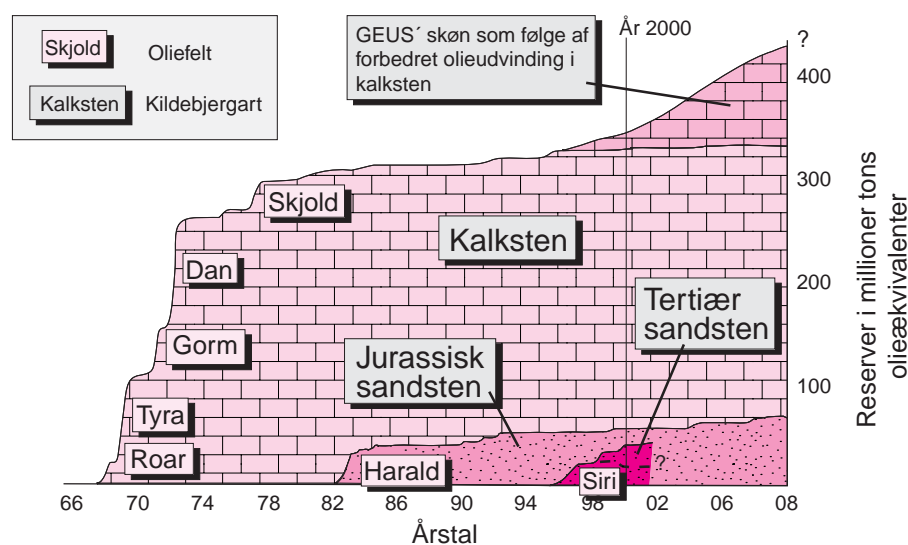 Skjold Oliefelt
Kalksten Kildebjergart
GEUS´ skøn som følge af
forbedret olieudvinding i
kalksten
År 2000
?
400
300
200
100
Reserver i millioner tons
olieækvivalenter
Skjold
Kalksten
Dan
Tertiær
sandsten
Gorm
Jurassisk
sandsten
Tyra
Roar
Harald
Siri
?
66 70 74 78 82 86 90 94 98 02 08
Årstal